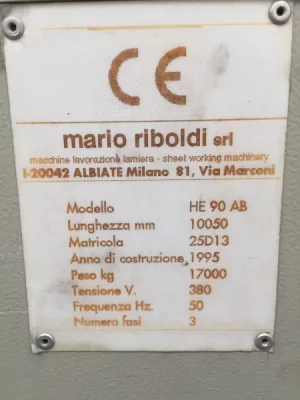 CE
mario riboldi srl
macchine lavorazione lamiera - sheet working machinery
I-20042 ALBIATE Milano 81, Via Marconi
Modello HE 90 AB
Lunghezza mm 10050
Matricola 25D13
Anno di costruzione 1995
Peso kg 17000
Tensione V. 380
Frequenza Hz. 50
Numero fasi 3